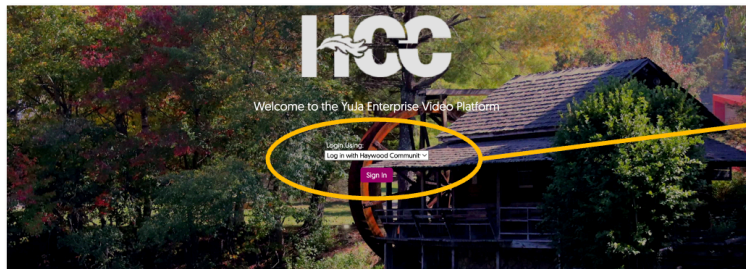 HCC
Welcome to the Yuja Enterprise Video Platform
Login Using:
Log in with Haywood Communit
Sign In